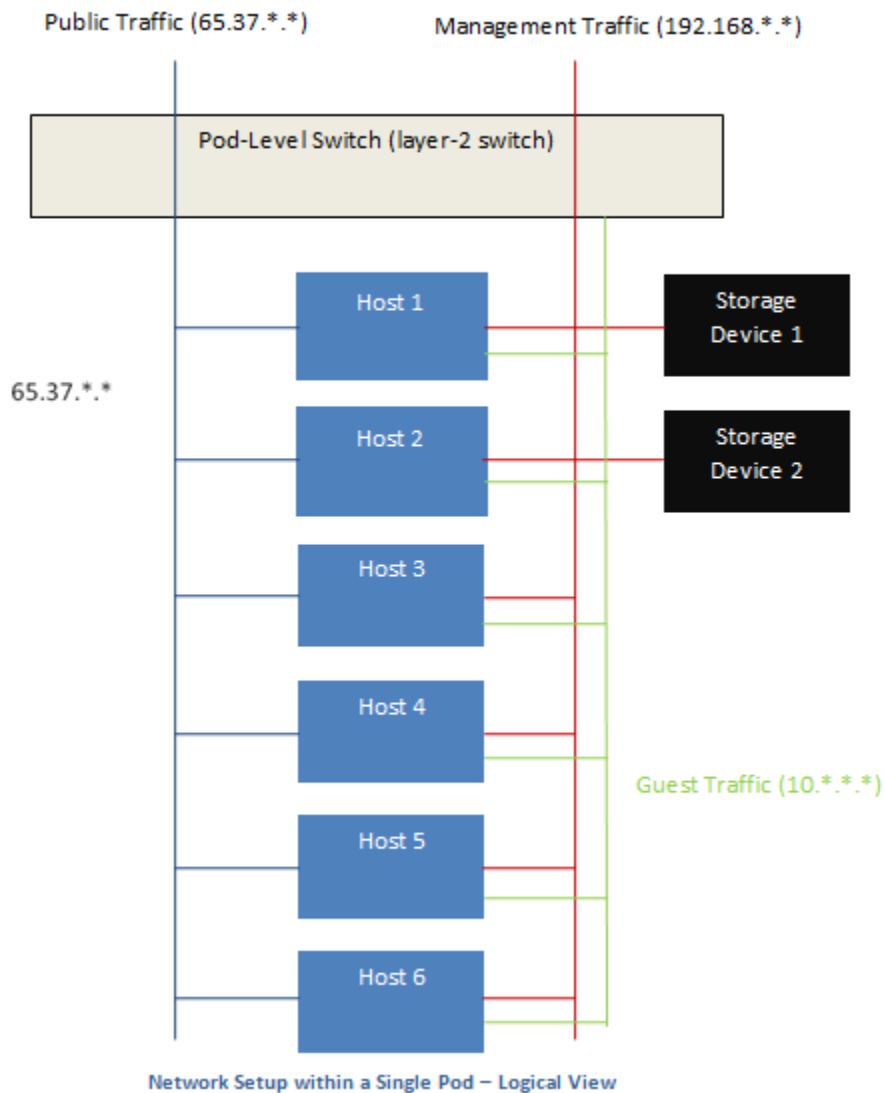 Public Traffic (65.37.*.*)
Management Traffic (192.168.*.*)
Pod-Level Switch (layer-2 switch)
Host 1
Storage
Device 1
65.37.*.*
Host 2
Storage
Device 2
Host 3
Host 4
Guest Traffic (10.*.*.*)
Host 5
Host 6
Network Setup within a Single Pod – Logical View